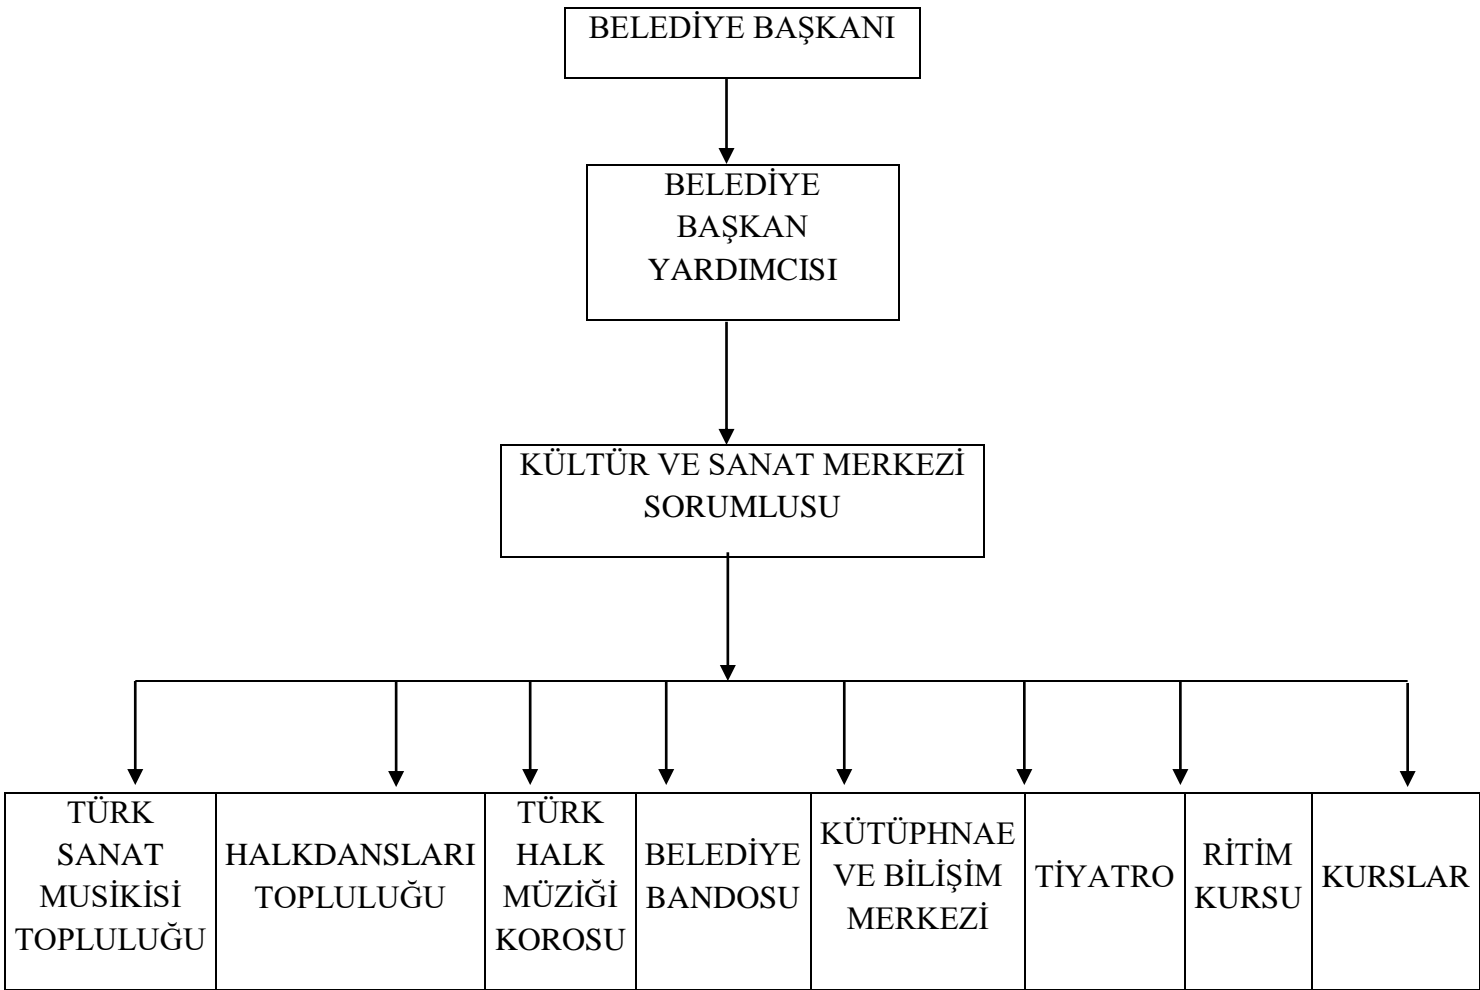 BELEDİYE BAŞKANI
BELEDİYE
BAŞKAN
YARDIMCISI
KÜLTÜR VE SANAT MERKEZİ
SORUMLUSU
TÜRK
SANAT
MUSİKİSİ
TOPLULUĞU
HALKDANSLARI
TOPLULUĞU
TÜRK
HALK
MÜZİĞİ
KOROSU
BELEDİYE
BANDOSU
KÜTÜPHNAE
VE BİLİŞİM
MERKEZİ
TİYATRO
RİTİM
KURSU
KURSLAR